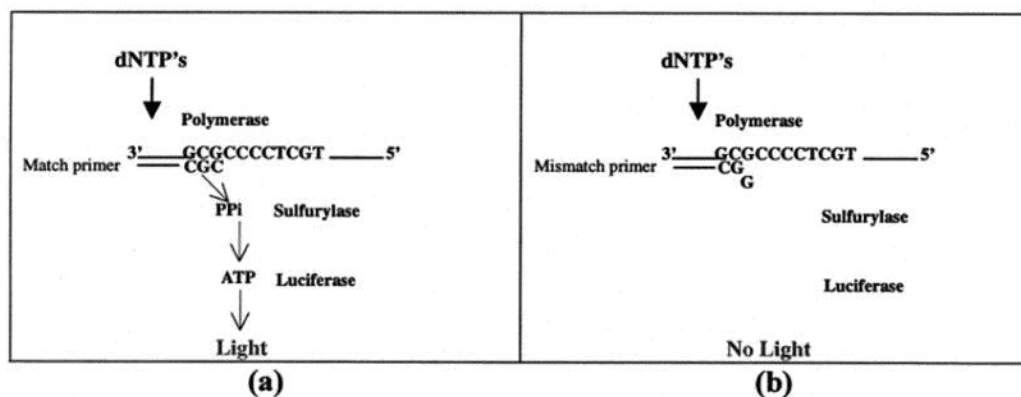 dNTP's
Polymerase
3' GCGCCCCTCGT 5'
Match primer CGC
PPi Sulfurylase
ATP Luciferase
Light
(a)
dNTP's
Polymerase
3' GCGCCCCTCGT 5'
Mismatch primer CG
G
Sulfurylase
Luciferase
No Light
(b)